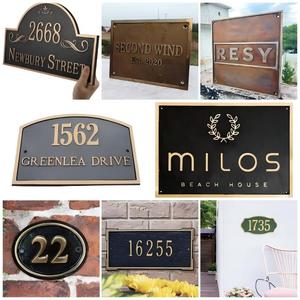 2668
NEWBURY STREET
SECOND WIND
Est. 2020
RESY
1562
GREENLEA DRIVE
MILOS
BEACH HOUSE
22
16255
1735